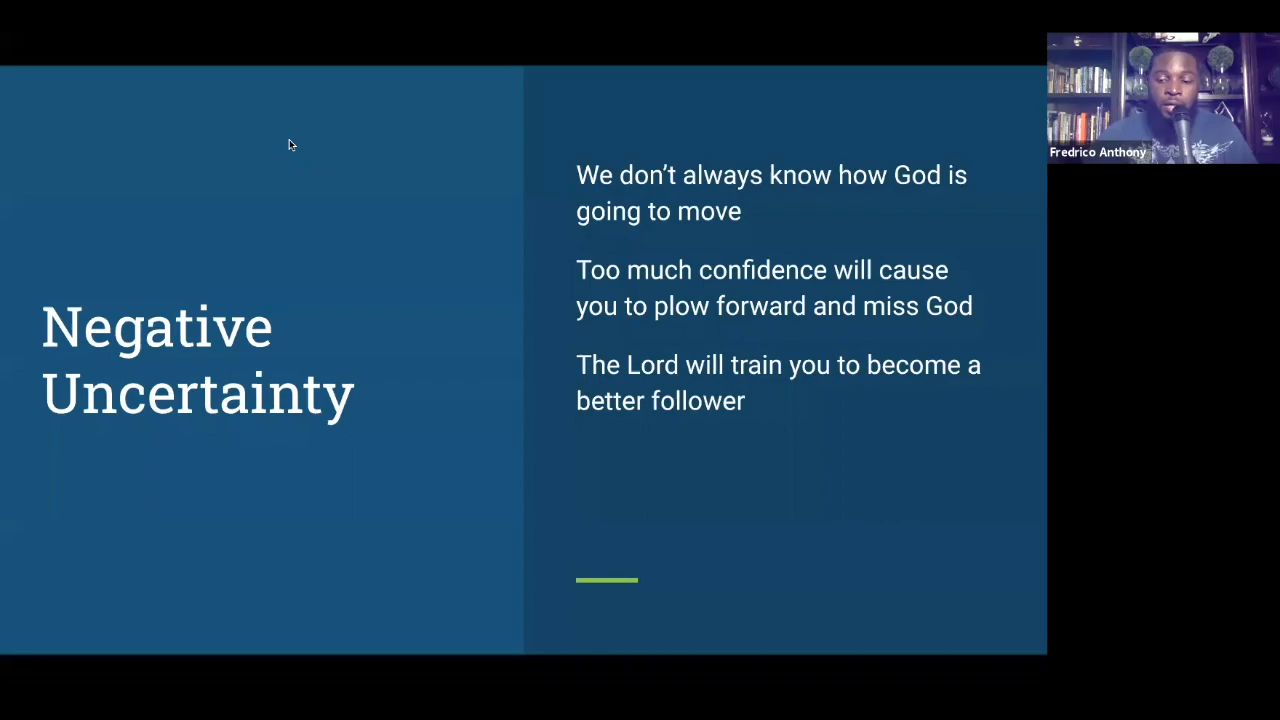 Negative
Uncertainty
We don’t always know how God is
going to move
Too much confidence will cause
you to plow forward and miss God
The Lord will train you to become a
better follower
Fredrico Anthony